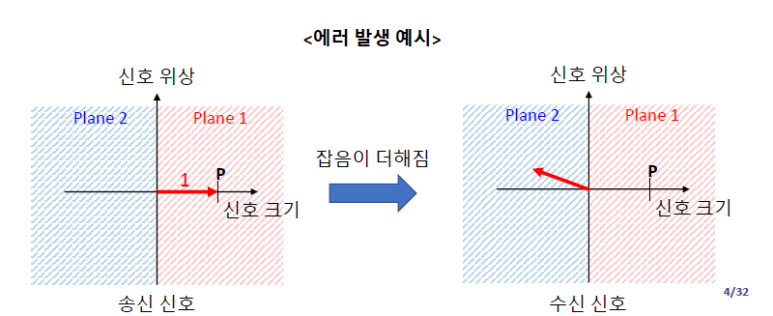 <에러 발생 예시>
신호 위상
Plane 2
Plane 1
1
P
신호 크기
송신 신호
잡음이 더해짐
신호 위상
Plane 2
Plane 1
P
신호 크기
수신 신호
4/32